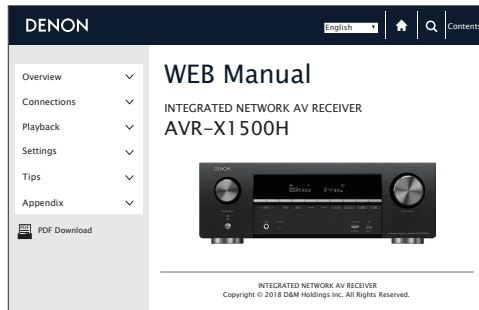 DENON
English
Contents
Overview
Connections
Playback
Settings
Tips
Appendix
PDF Download
WEB Manual
INTEGRATED NETWORK AV RECEIVER
AVR-X1500H
DENON
INTEGRATED NETWORK AV RECEIVER
Copyright © 2018 D&M Holdings Inc. All Rights Reserved.